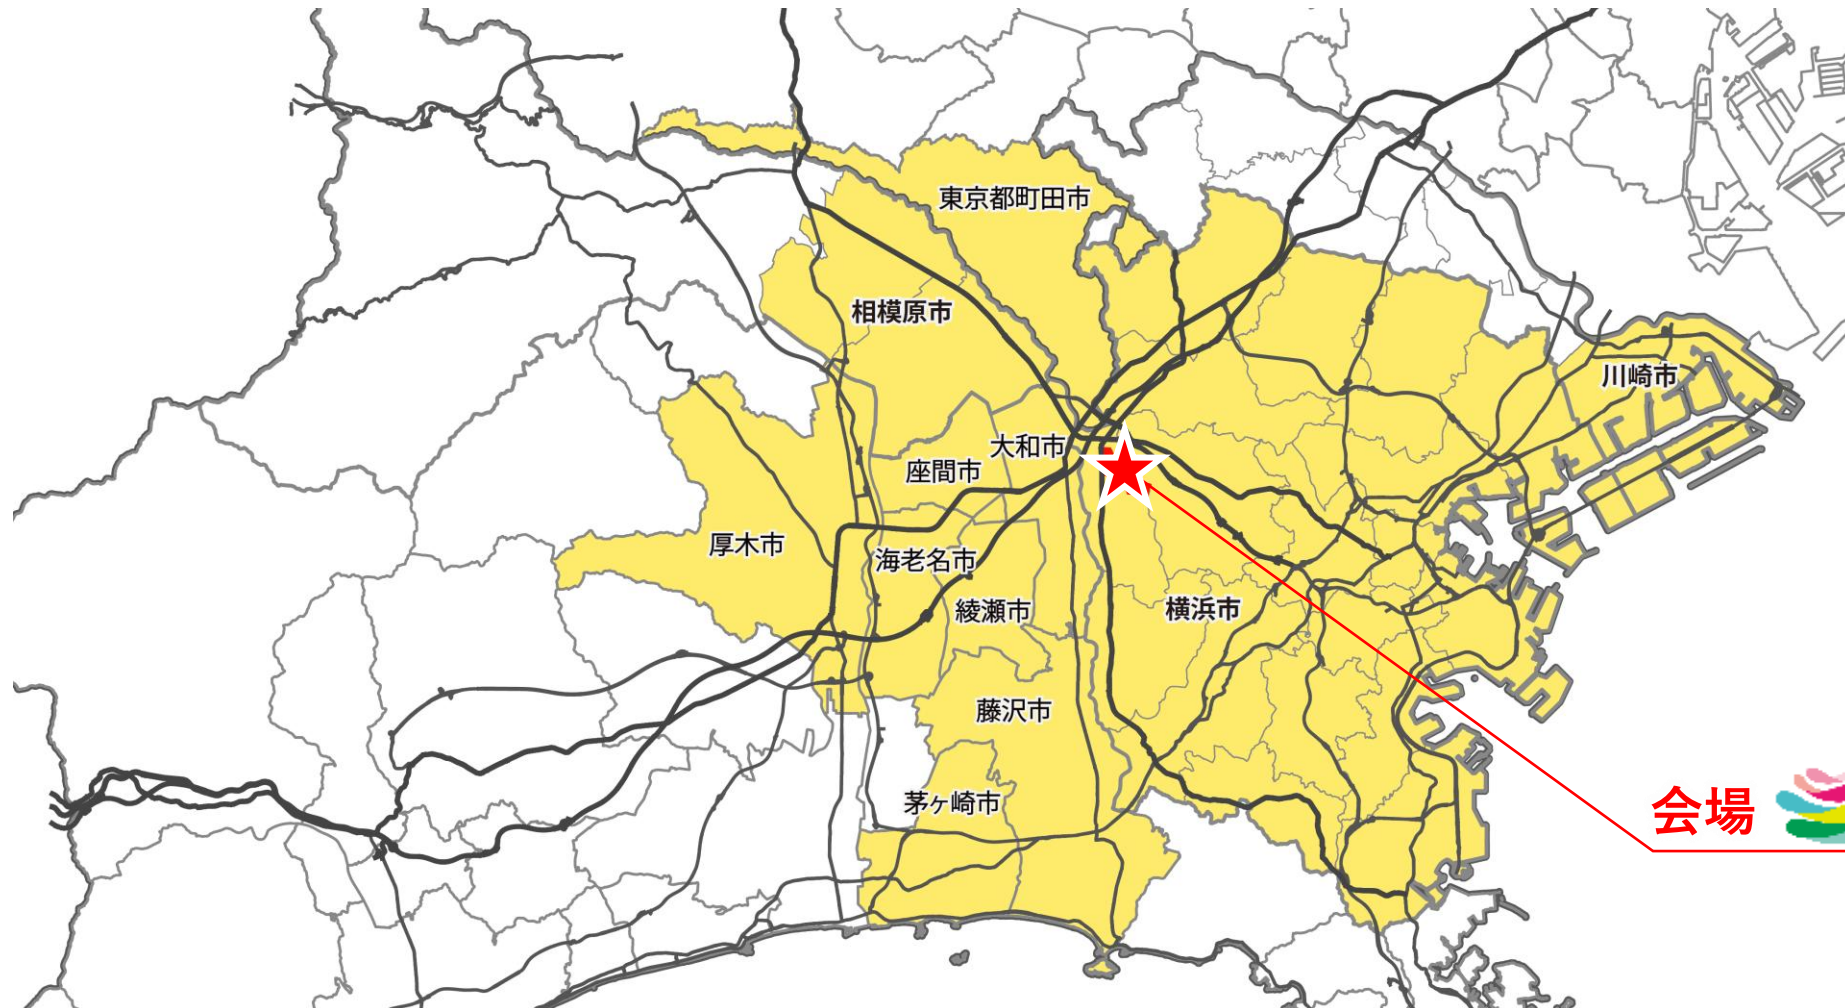 東京都町田市
相模原市
川崎市
大和市
座間市
厚木市
海老名市
綾瀬市
横浜市
藤沢市
茅ヶ崎市
会場